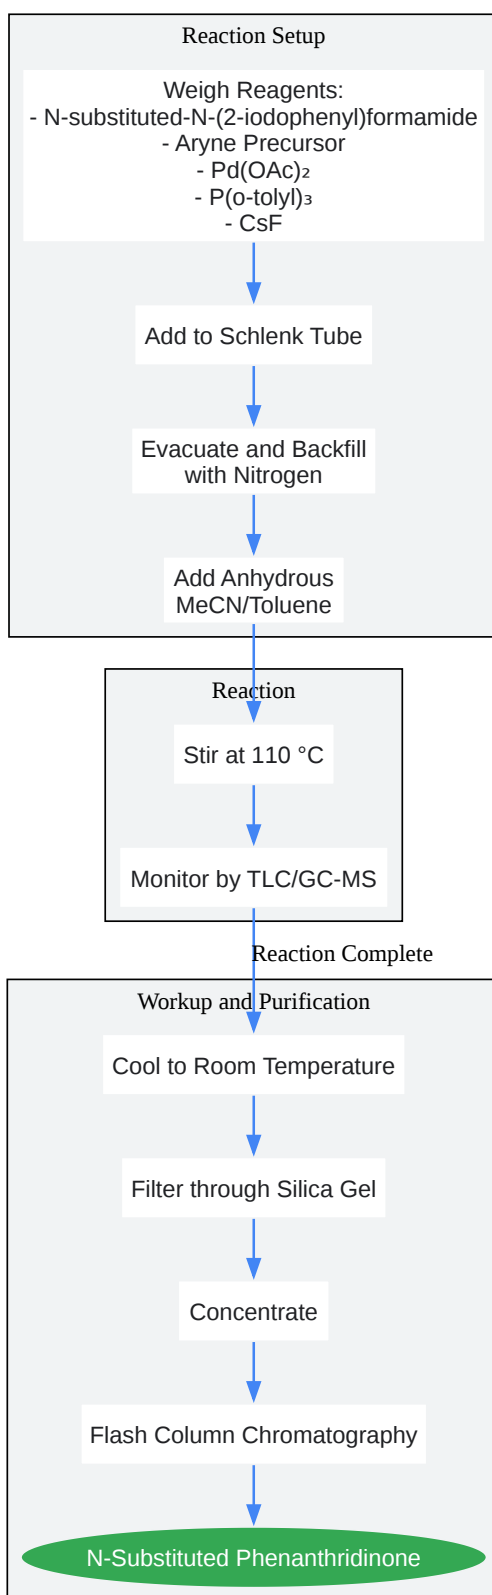 Reaction Setup
Weigh Reagents:
- N-substituted-N-(2-iodophenyl)formamide
- Aryne Precursor
- Pd(OAc)₂
- P(o-tolyl)₃
- CsF
Add to Schlenk Tube
Evacuate and Backfill
with Nitrogen
Add Anhydrous
MeCN/Toluene
Reaction
Stir at 110 °C
Monitor by TLC/GC-MS
Reaction Complete
Workup and Purification
Cool to Room Temperature
Filter through Silica Gel
Concentrate
Flash Column Chromatography
N-Substituted Phenanthridinone